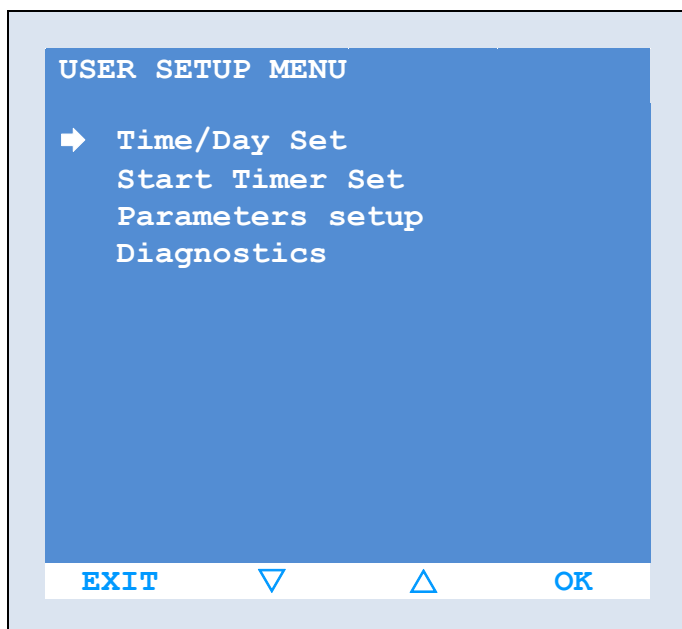 USER SETUP MENU
Time/Day Set
Start Timer Set
Parameters setup
Diagnostics
EXIT OK